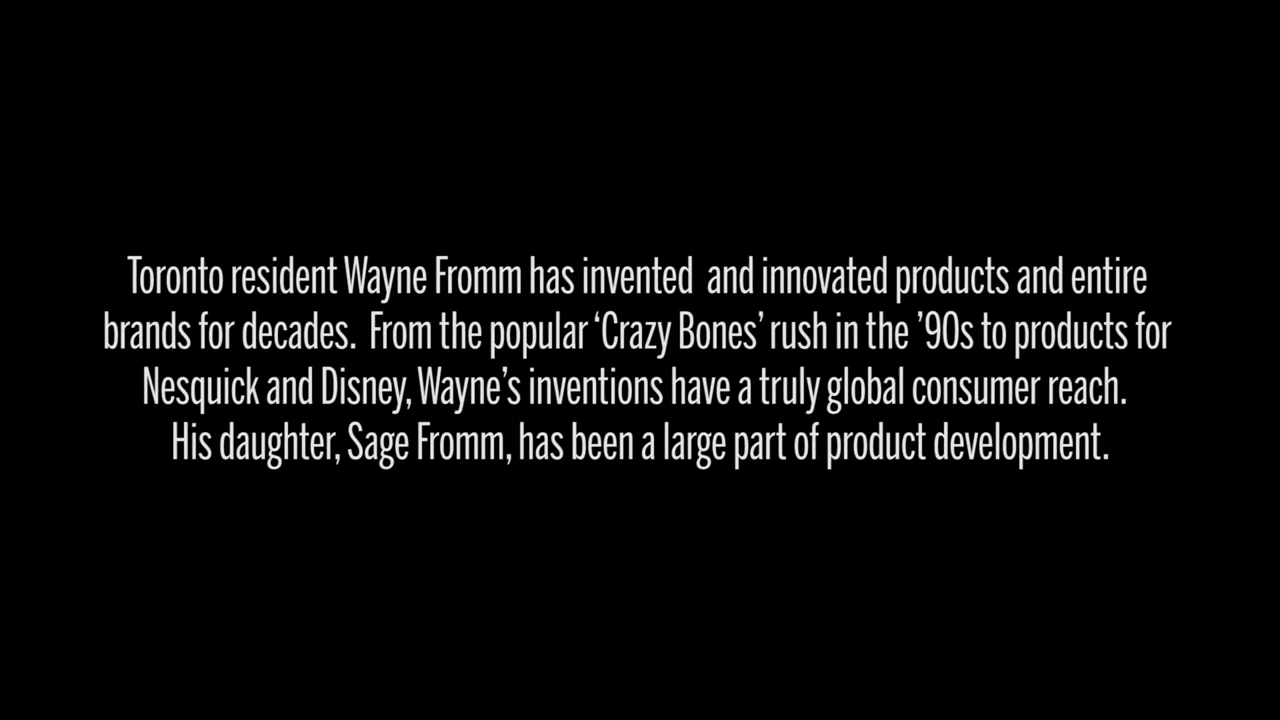 Toronto resident Wayne Fromm has invented  and innovated products and entire
brands for decades.  From the popular ‘Crazy Bones’ rush in the ’90s to products for
Nesquick and Disney, Wayne’s inventions have a truly global consumer reach.
His daughter, Sage Fromm, has been a large part of product development.